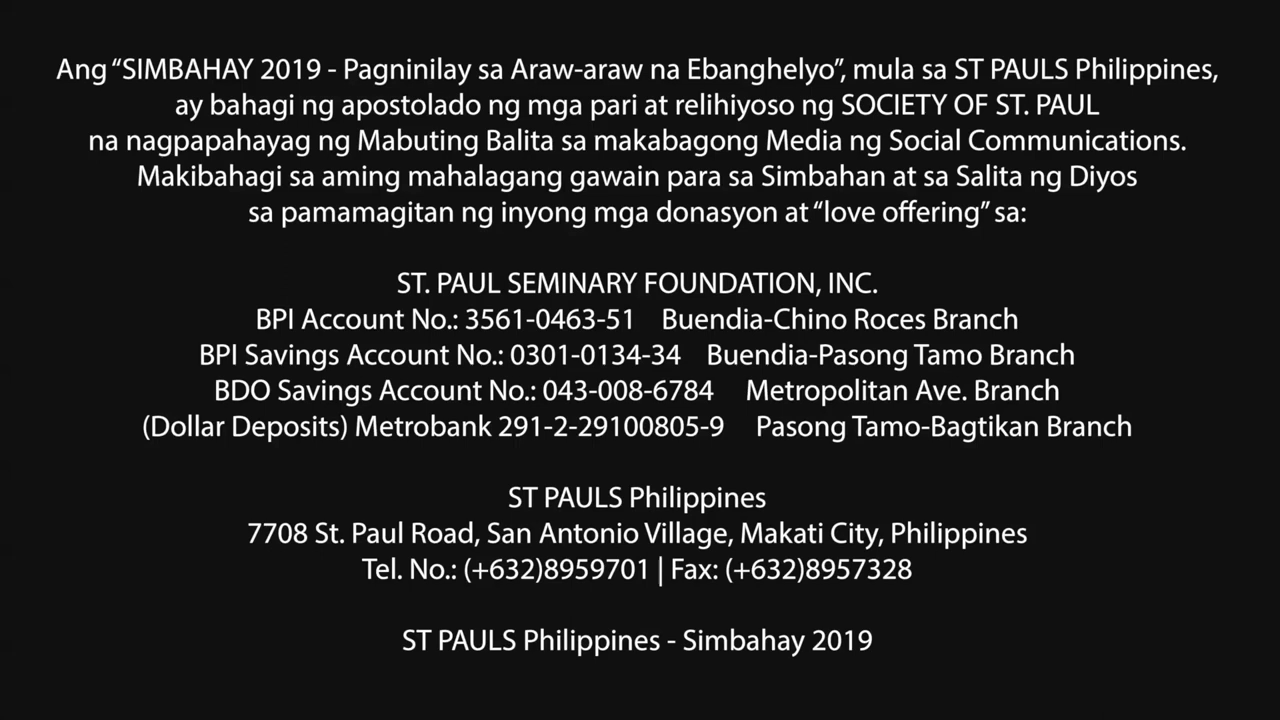 Ang “SIMBAHAY 2019 - Pagninilay sa Araw-araw na Ebanghelyo”, mula sa ST PAULS Philippines,
ay bahagi ng apostolado ng mga pari at relihiyoso ng SOCIETY OF ST. PAUL
na nagpapahayag ng Mabuting Balita sa makabagong Media ng Social Communications.
Makibahagi sa aming mahalagang gawain para sa Simbahan at sa Salita ng Diyos
sa pamamagitan ng inyong mga donasyon at “love offering” sa:
ST. PAUL SEMINARY FOUNDATION, INC.
BPI Account No.: 3561-0463-51 Buendia-Chino Roces Branch
BPI Savings Account No.: 0301-0134-34 Buendia-Pasong Tamo Branch
BDO Savings Account No.: 043-008-6784 Metropolitan Ave. Branch
(Dollar Deposits) Metrobank 291-2-29100805-9 Pasong Tamo-Bagtikan Branch
ST PAULS Philippines
7708 St. Paul Road, San Antonio Village, Makati City, Philippines
Tel. No.: (+632)8959701 | Fax: (+632)8957328
ST PAULS Philippines - Simbahay 2019